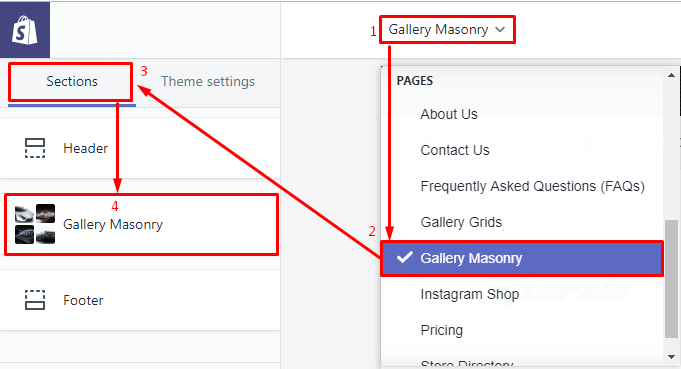 1
Gallery Masonry
Sections
3
Theme settings
PAGES
About Us
Header
Contact Us
Frequently Asked Questions (FAQs)
4
Gallery Masonry
Gallery Grids
2
Gallery Masonry
Footer
Instagram Shop
Pricing
Store Directory